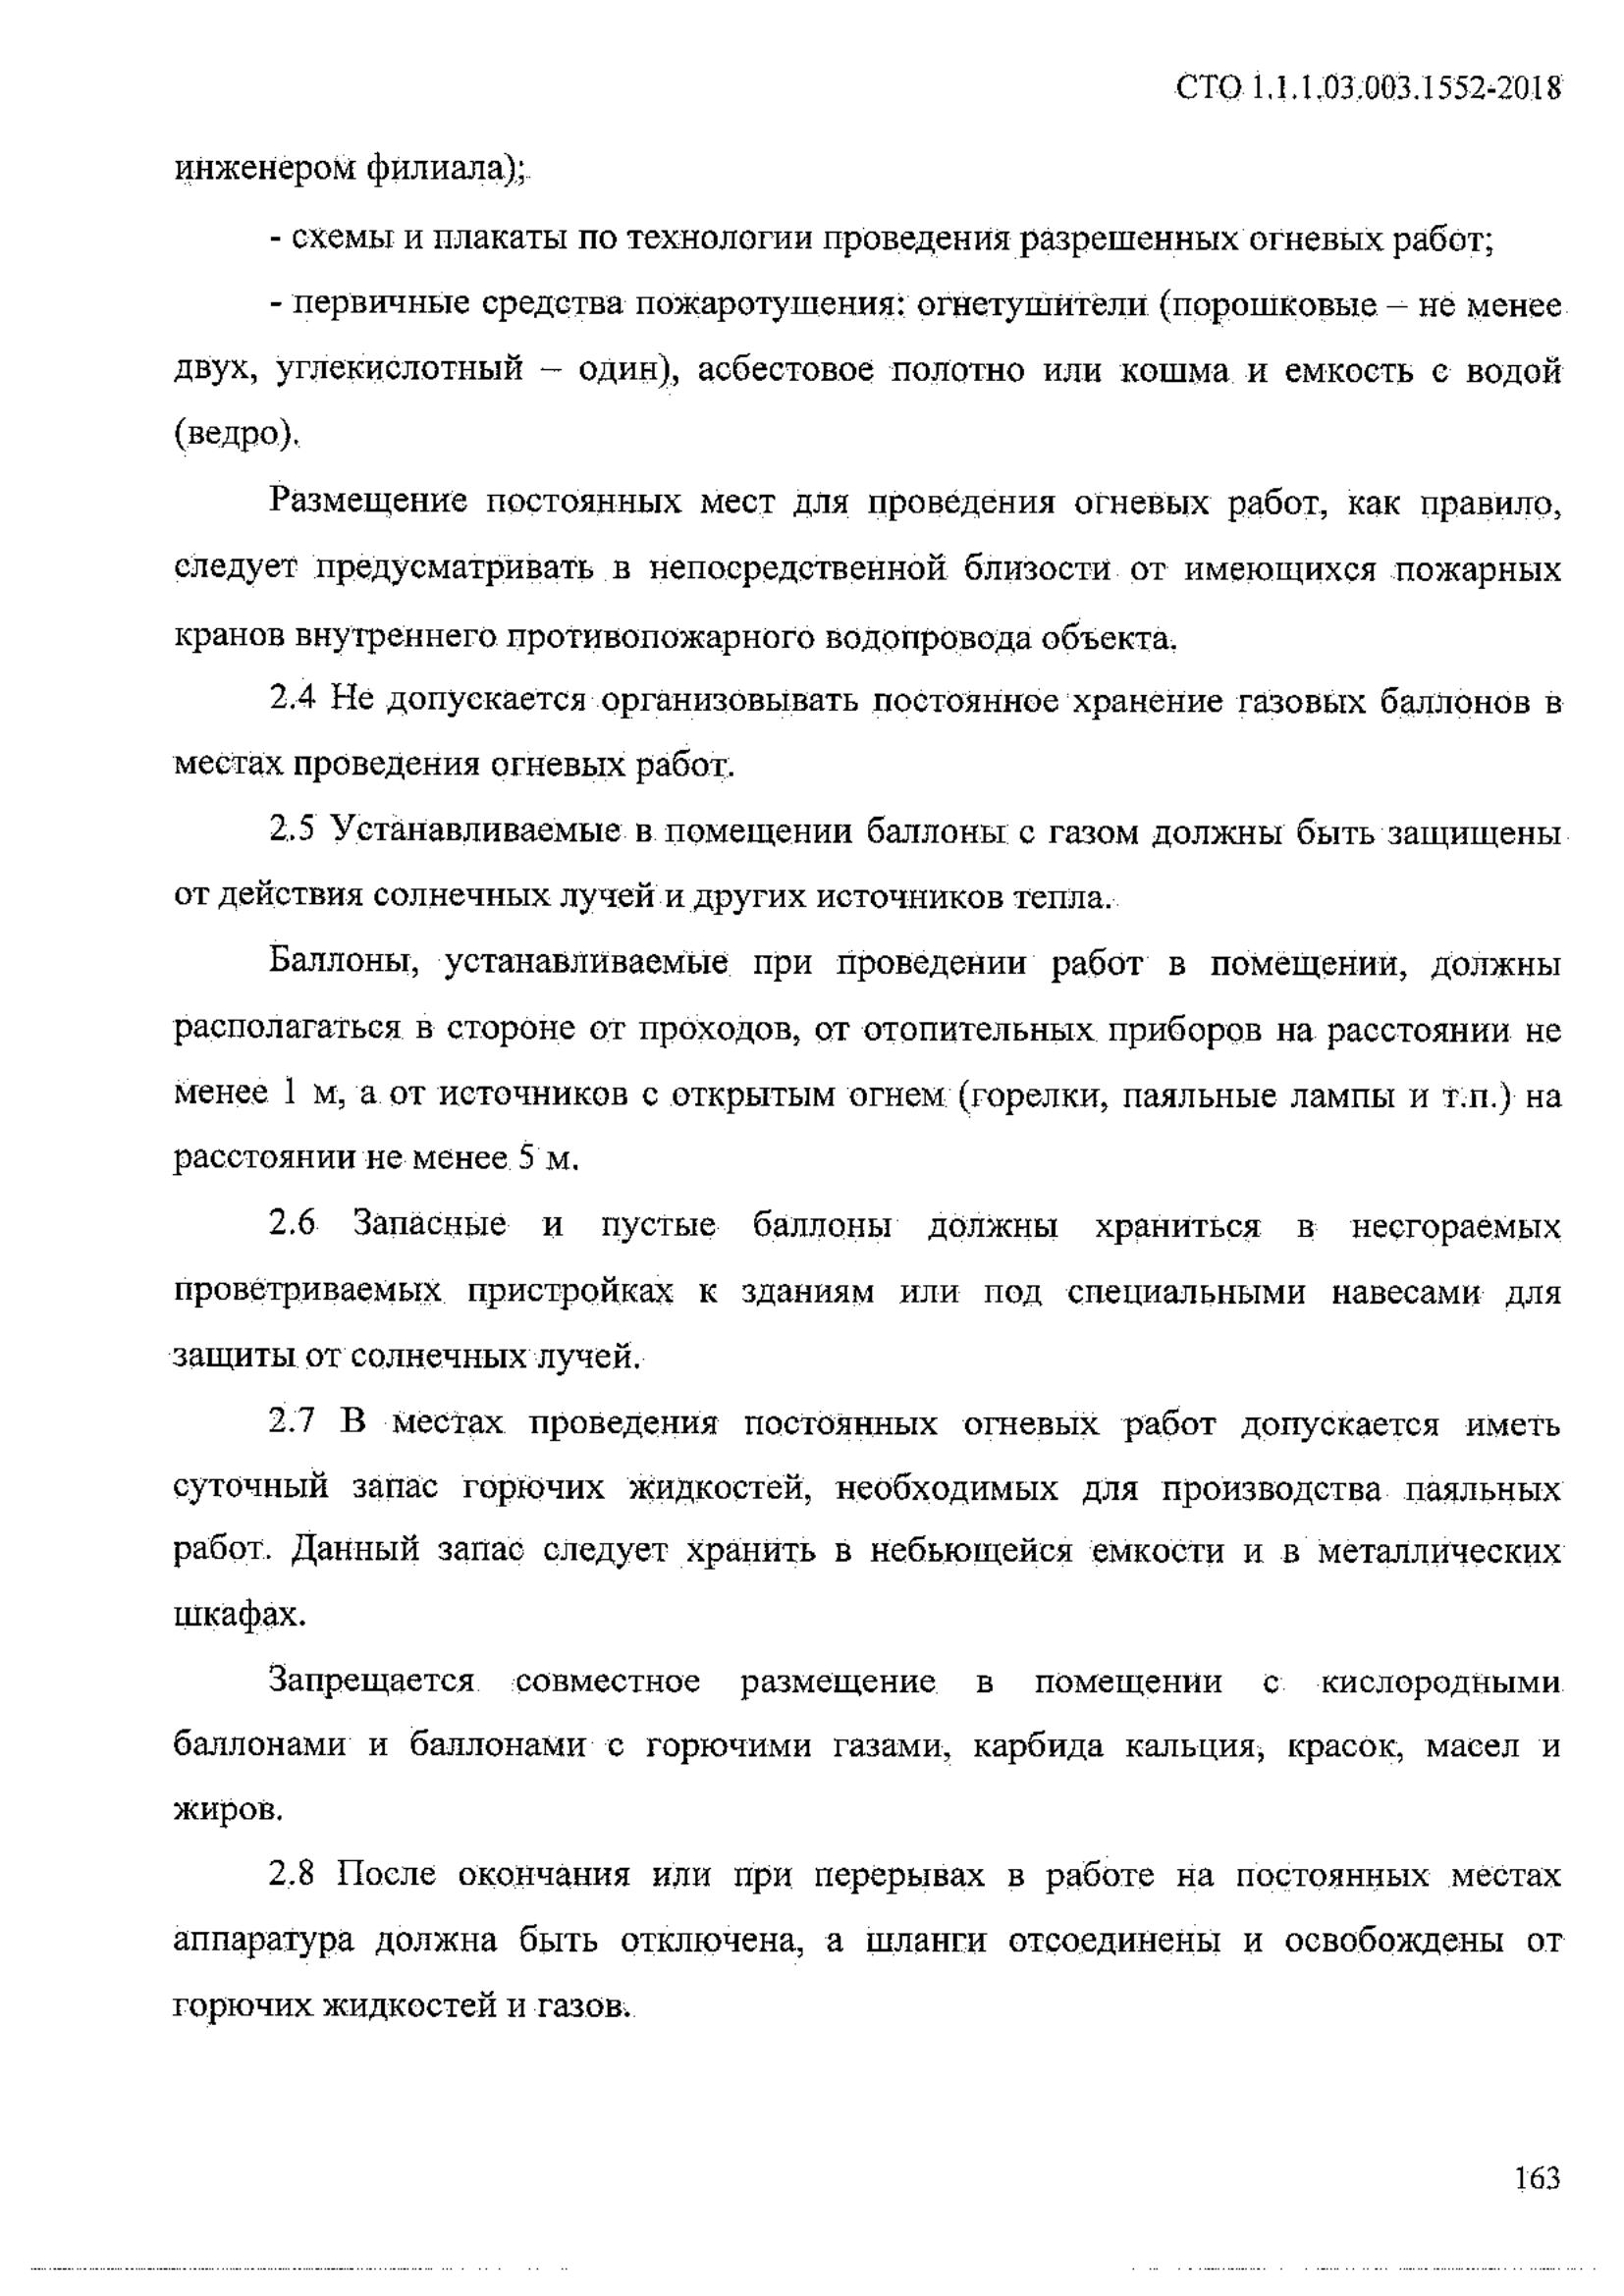 СТО 1.1.1.03.003.1552-2018
инженером филиала);
- схемы и плакаты по технологии проведения разрешенных огневых работ;
- первичные средства пожаротушения: огнетушители (порошковые – не менее
двух, углекислотный – один), асбестовое полотно или кошма и емкость с водой
(ведро).
Размещение постоянных мест для проведения огневых работ, как правило,
следует предусматривать в непосредственной близости от имеющихся пожарных
кранов внутреннего противопожарного водопровода объекта.
2.4 Не допускается организовывать постоянное хранение газовых баллонов в
местах проведения огневых работ.
2.5 Устанавливаемые в помещении баллоны с газом должны быть защищены
от действия солнечных лучей и других источников тепла.
Баллоны, устанавливаемые при проведении работ в помещении, должны
располагаться в стороне от проходов, от отопительных приборов на расстоянии не
менее 1 м, а от источников с открытым огнем (горелки, паяльные лампы и т.п.) на
расстоянии не менее 5 м.
2.6 Запасные и пустые баллоны должны храниться в несгораемых
проветриваемых пристройках к зданиям или под специальными навесами для
защиты от солнечных лучей.
2.7 В местах проведения постоянных огневых работ допускается иметь
суточный запас горючих жидкостей, необходимых для производства паяльных
работ. Данный запас следует хранить в небьющейся емкости и в металлических
шкафах.
Запрещается совместное размещение в помещении с кислородными
баллонами и баллонами с горючими газами, карбида кальция, красок, масел и
жиров.
2.8 После окончания или при перерывах в работе на постоянных местах
аппаратура должна быть отключена, а шланги отсоединены и освобождены от
горючих жидкостей и газов.
163